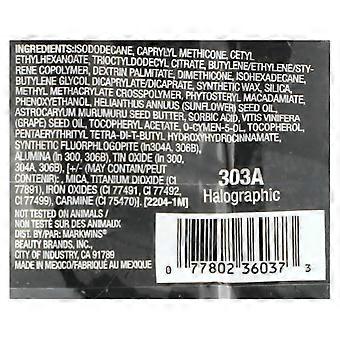 INGREDIENTS:ISODODECANE, CAPRYLYL METHICONE, CETYL
ETHYLHEXANOATE, TRIOCTYLDODECYL CITRATE, BUTYLENE/ETHYLENE/STY-
RENE COPOLYMER, DEXTRIN PALMITATE, DIMETHICONE, ISOHEXADECANE,
BUTYLENE GLYCOL DICAPRYLATE/DICAPRATE, SYNTHETIC WAX, SILICA,
METHYL METHACRYLATE CROSSPOLYMER, PHYTOSTERYL MACADAMIATE,
PHENOXYETHANOL, HELIANTHUS ANNUUS (SUNFLOWER) SEED OIL,
ASTROCARYUM MURUMURU SEED BUTTER, SORBIC ACID, VITIS VINIFERA
(GRAPE) SEED OIL, TOCOPHERYL ACETATE, O-CYMEN-5-OL, TOCOPHEROL,
PENTAERYTHRITYL TETRA-DI-T-BUTYL HYDROXYHYDROCINNAMATE,
SYNTHETIC FLUORPHLOGOPITE (In304A, 306B),
ALUMINA (In 300, 306B), TIN OXIDE (In 300,
304A, 306B), [+/- (MAY CONTAIN/PEUT
CONTENIR):, MICA, TITANIUM DIOXIDE (CI
77891), IRON OXIDES (CI 77491, CI 77492,
CI 77499), CARMINE (CI 75470)]. [2204-1M]
NOT TESTED ON ANIMALS /
NON TESTÉ SUR DES ANIMAUX
DIST. BY/PAR.: MARKWINS®
BEAUTY BRANDS, INC.,
CITY OF INDUSTRY, CA 91789
MADE IN MEXICO/FABRIQUÉ AU MEXIQUE
303A
Halographic
0 77802 36037 3